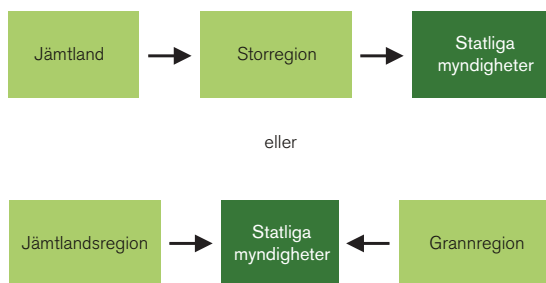 Jämtland
Storregion
Statliga
myndigheter
eller
Jämtlandsregion
Statliga
myndigheter
Grannregion